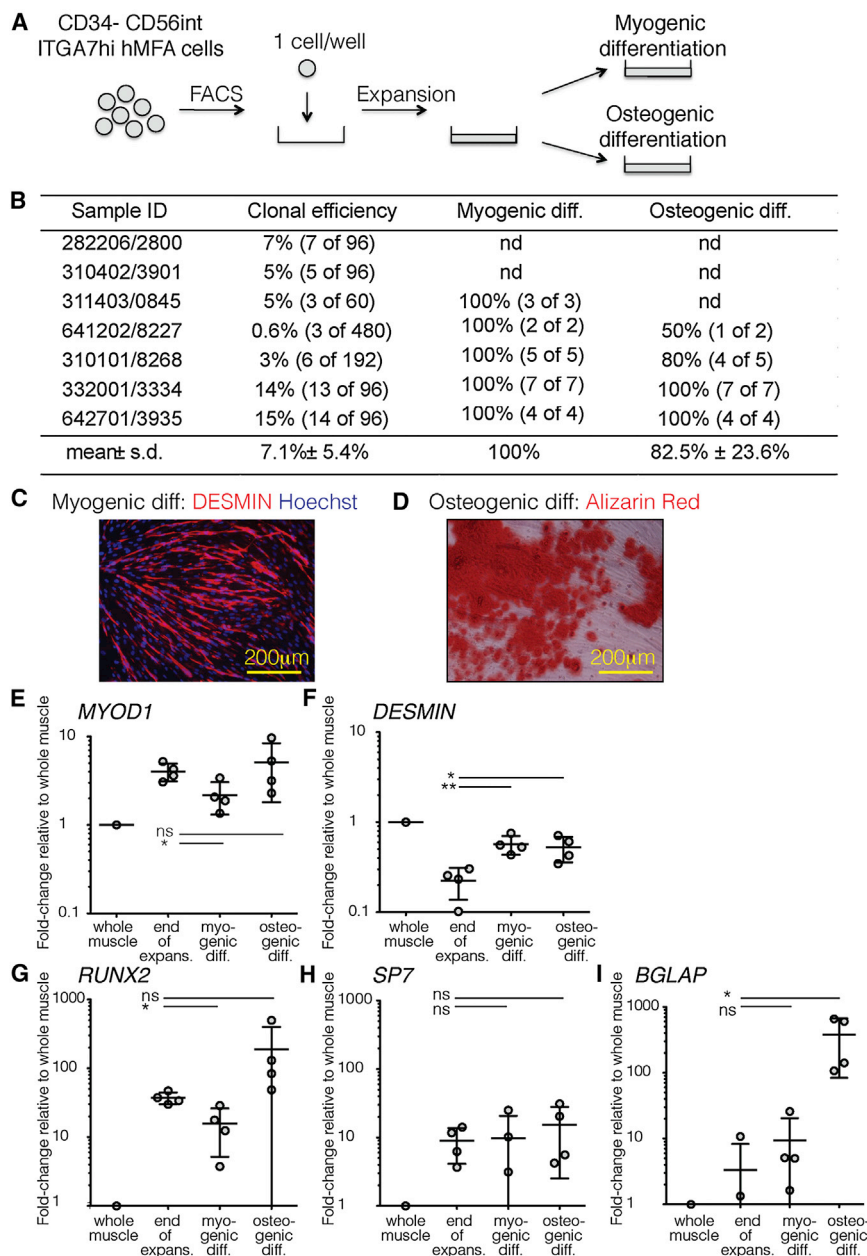 A
CD34- CD56int
ITGA7hi hMFA cells
1 cell/well
FACS
Expansion
Myogenic
differentiation
Osteogenic
differentiation
B
Sample ID Clonal efficiency Myogenic diff. Osteogenic diff.
282206/2800 7% (7 of 96) nd nd
310402/3901 5% (5 of 96) nd nd
311403/0845 5% (3 of 60) 100% (3 of 3) nd
641202/8227 0.6% (3 of 480) 100% (2 of 2) 50% (1 of 2)
310101/8268 3% (6 of 192) 100% (5 of 5) 80% (4 of 5)
332001/3334 14% (13 of 96) 100% (7 of 7) 100% (7 of 7)
642701/3935 15% (14 of 96) 100% (4 of 4) 100% (4 of 4)
mean± s.d. 7.1%± 5.4% 100% 82.5% ± 23.6%
C Myogenic diff: DESMIN Hoechst
200µm
D Osteogenic diff: Alizarin Red
200µm
E MYOD1
Fold-change relative to whole muscle
10
1
0.1
ns
*
whole
muscle
end
of
expans.
myo-
genic
diff.
osteo-
genic
diff.
F DESMIN
Fold-change relative to whole muscle
10
1
0.1
*
**
whole
muscle
end
of
expans.
myo-
genic
diff.
osteo-
genic
diff.
G RUNX2
Fold-change relative to whole muscle
1000
100
10
1
ns
*
whole
muscle
end
of
expans.
myo-
genic
diff.
osteo-
genic
diff.
H SP7
Fold-change relative to whole muscle
1000
100
10
1
ns
ns
whole
muscle
end
of
expans.
myo-
genic
diff.
osteo-
genic
diff.
I BGLAP
Fold-change relative to whole muscle
1000
100
10
1
*
ns
whole
muscle
end
of
expans.
myo-
genic
diff.
osteo-
genic
diff.